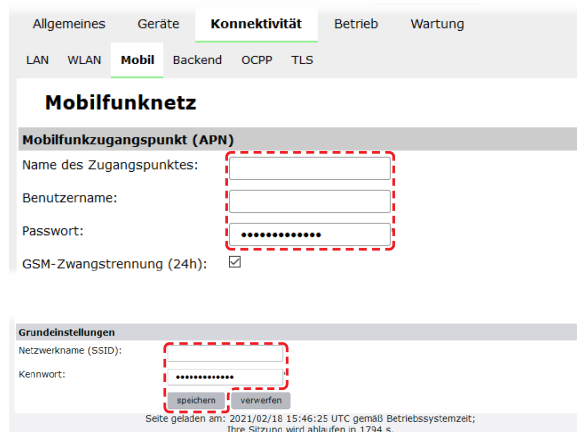 Allgemeines Geräte Konnektivität Betrieb Wartung
LAN WLAN Mobil Backend OCPP TLS
Mobilfunknetz
Mobilfunkzugangspunkt (APN)
Name des Zugangspunktes:
Benutzername:
Passwort: •••••••••••••
GSM-Zwangstrennung (24h):
Grundeinstellungen
Netzwerkname (SSID):
Kennwort: •••••••••••••
speichern verwerfen
Seite geladen am: 2021/02/18 15:46:25 UTC gemäß Betriebssystemzeit;
Ihre Sitzung wird ablaufen in 1794 s.